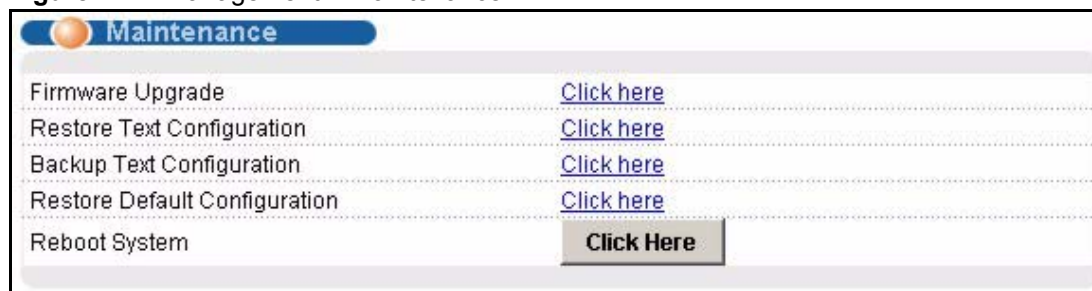 Maintenance
Firmware Upgrade Click here
Restore Text Configuration Click here
Backup Text Configuration Click here
Restore Default Configuration Click here
Reboot System Click Here